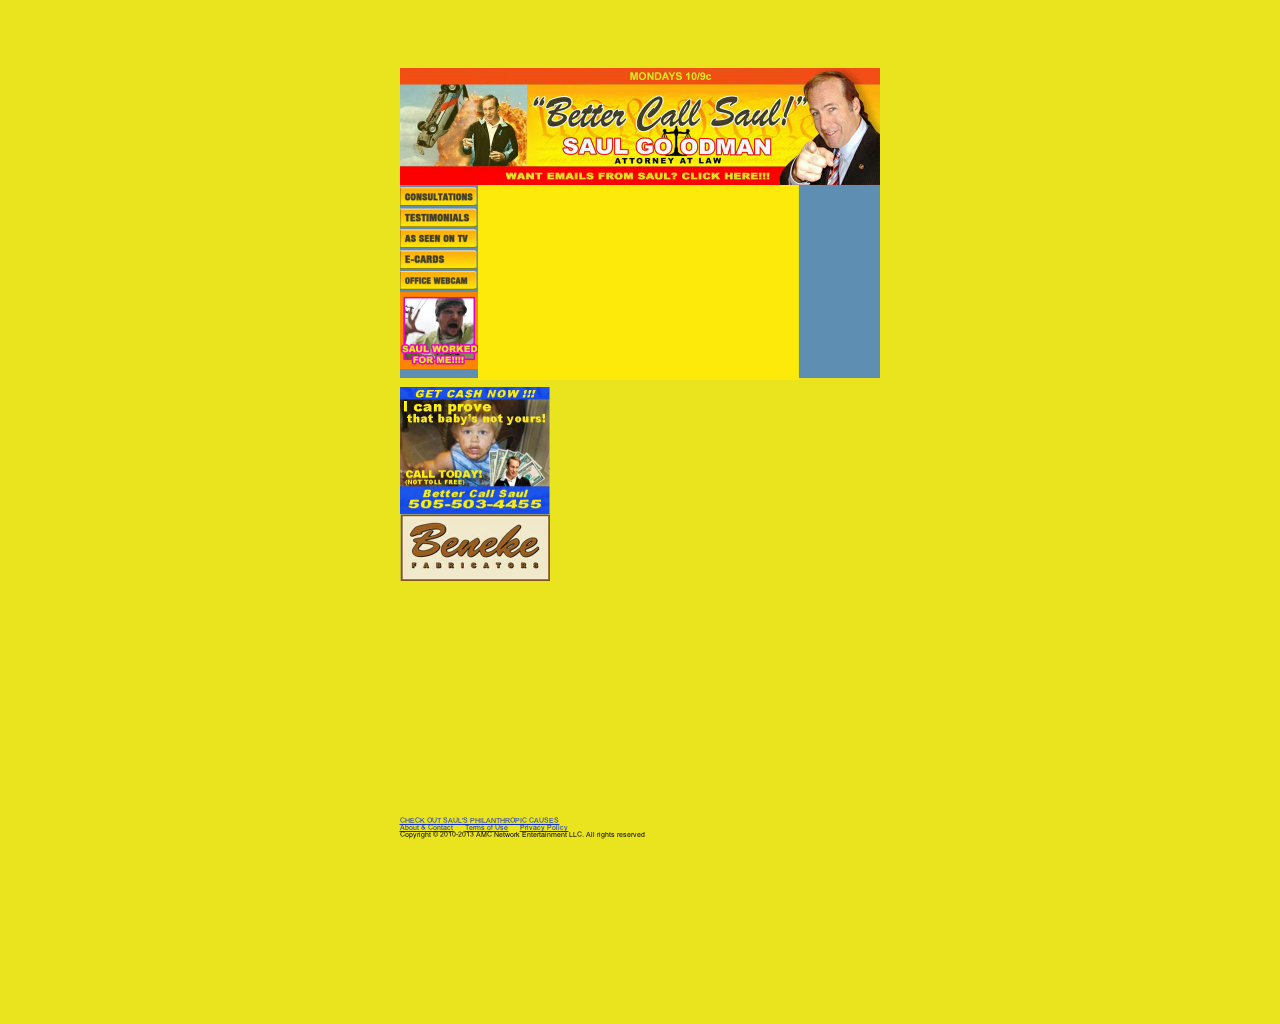 MONDAYS 10/9c
“Better Call Saul!”
SAUL GOODMAN
ATTORNEY AT LAW
WANT EMAILS FROM SAUL? CLICK HERE!!!
CONSULTATIONS
TESTIMONIALS
AS SEEN ON TV
E-CARDS
OFFICE WEBCAM
SAUL WORKED
FOR ME!!!!
GET CASH NOW !!!
I can prove
that baby's not yours!
CALL TODAY!
(NOT TOLL FREE)
Better Call Saul
505-503-4455
Beneke
FABRICATORS
CHECK OUT SAUL'S PHILANTHROPIC CAUSES
About & Contact Terms of Use Privacy Policy
Copyright © 2010-2013 AMC Network Entertainment LLC. All rights reserved